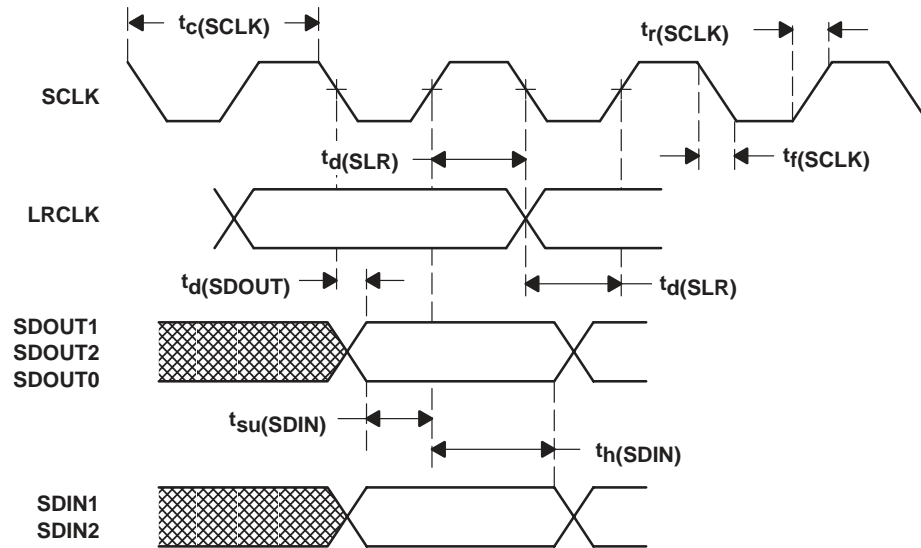 tc(SCLK)
tr(SCLK)
SCLK
td(SLR)
tf(SCLK)
LRCLK
td(SDOUT)
td(SLR)
SDOUT1
SDOUT2
SDOUT0
tsu(SDIN)
th(SDIN)
SDIN1
SDIN2